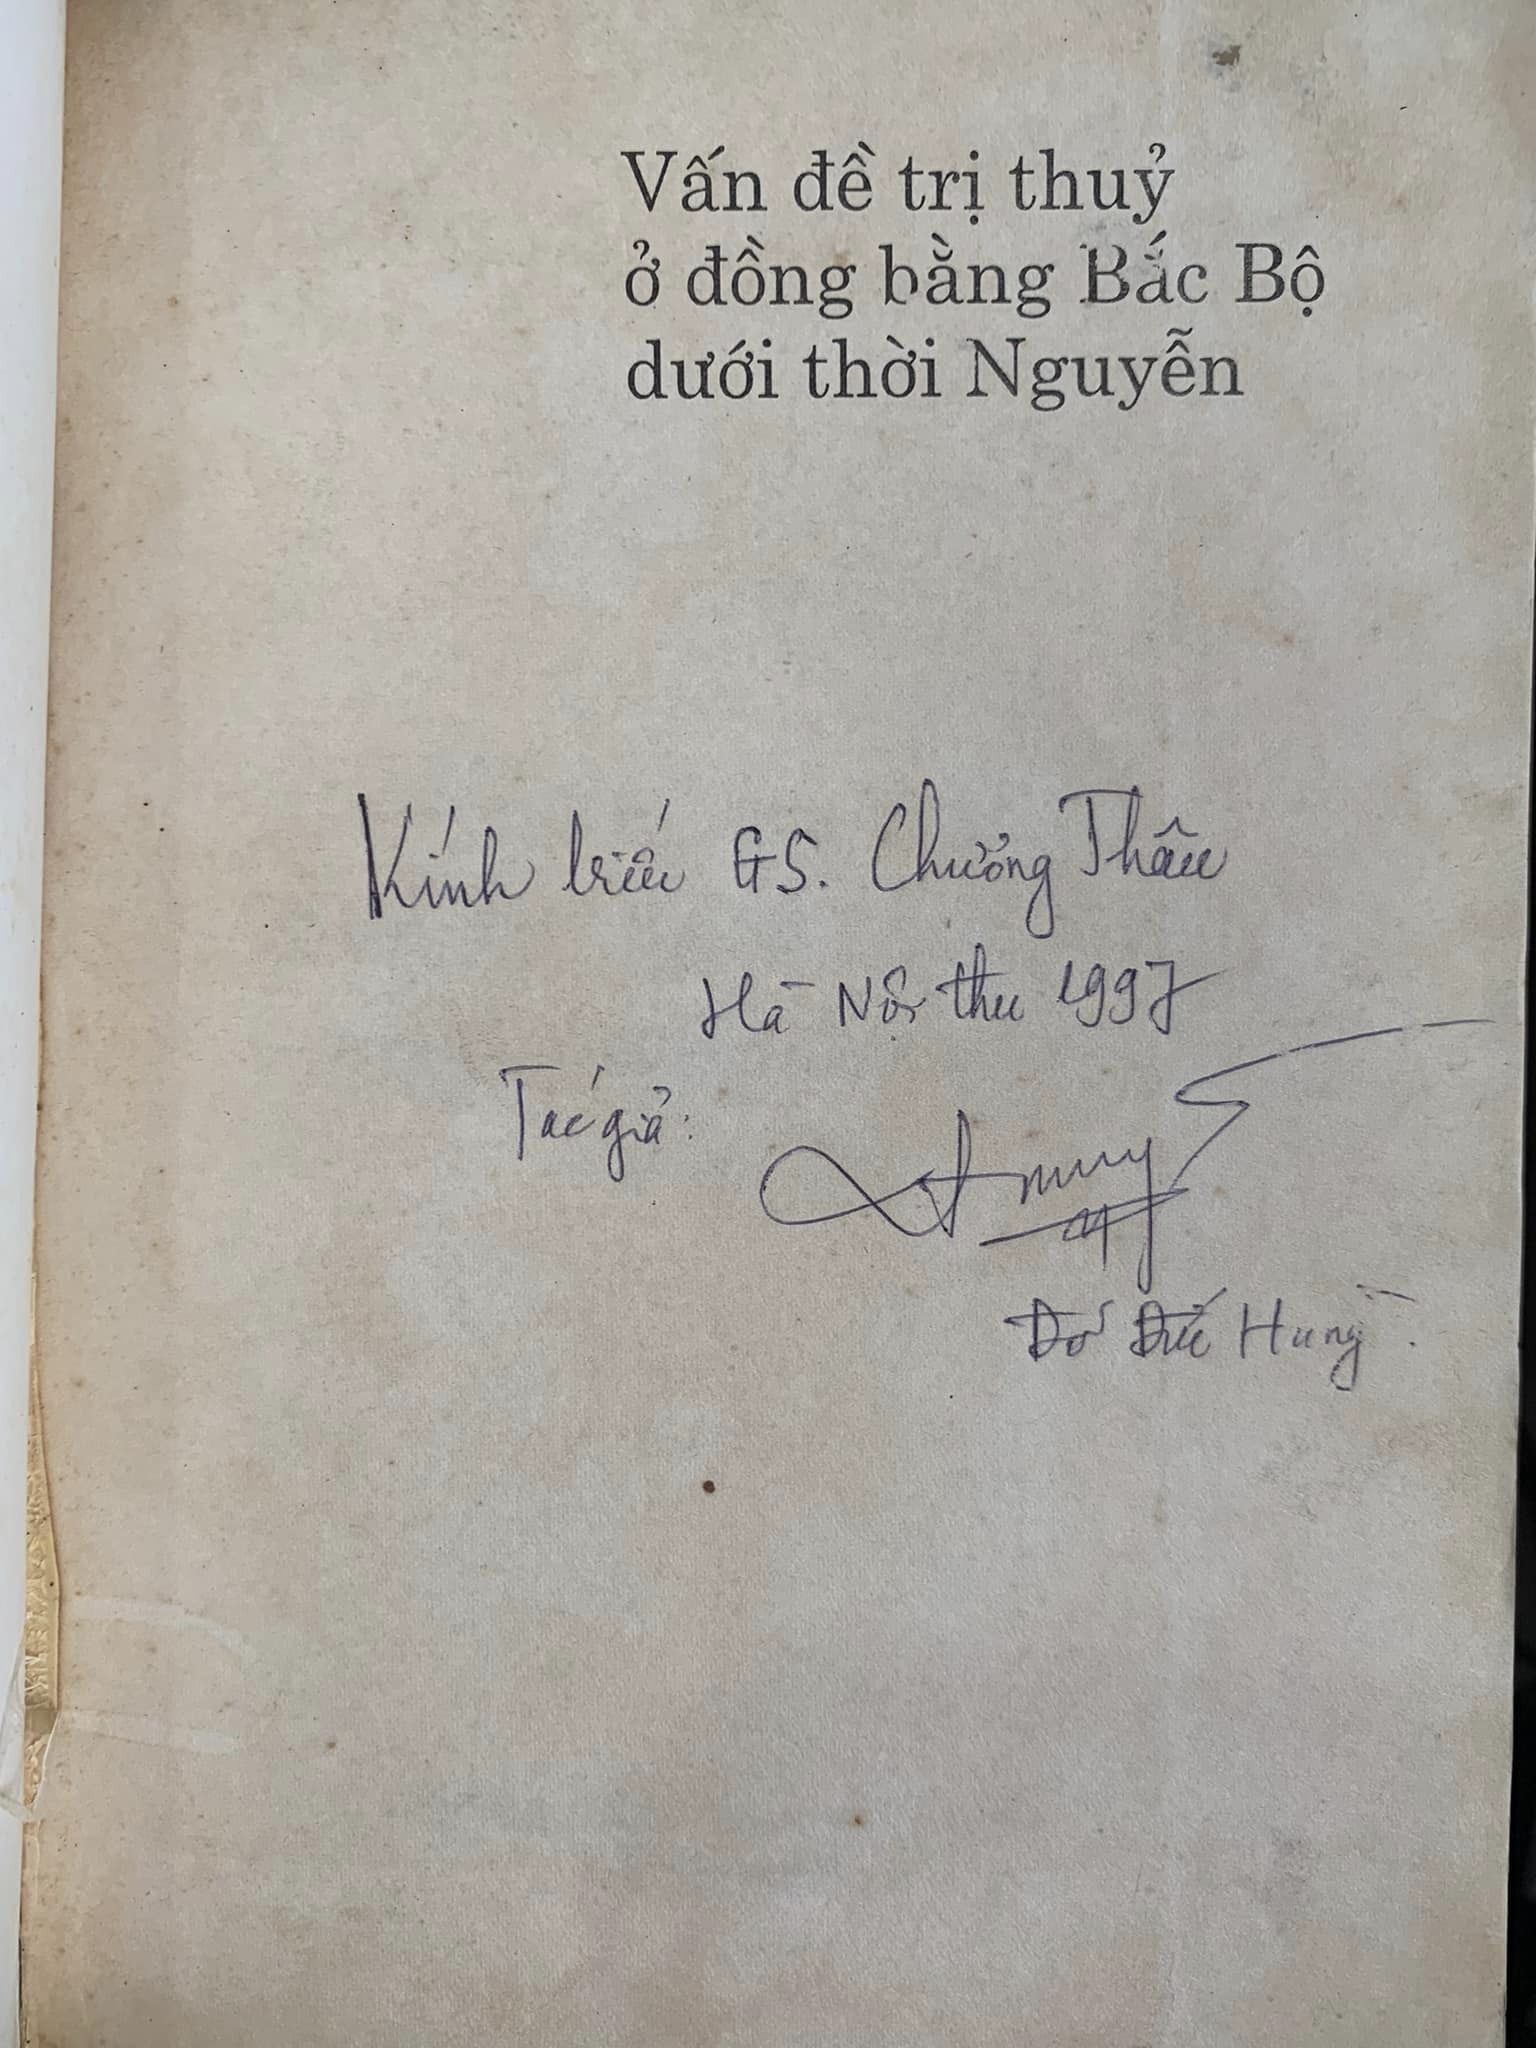 Vấn đề trị thuỷ
ở đồng bằng Bắc Bộ
dưới thời Nguyễn
Kính biếu GS. Chương Thâu
Hà Nội thu 1997
Tác giả:
Đỗ Đức Hùng.